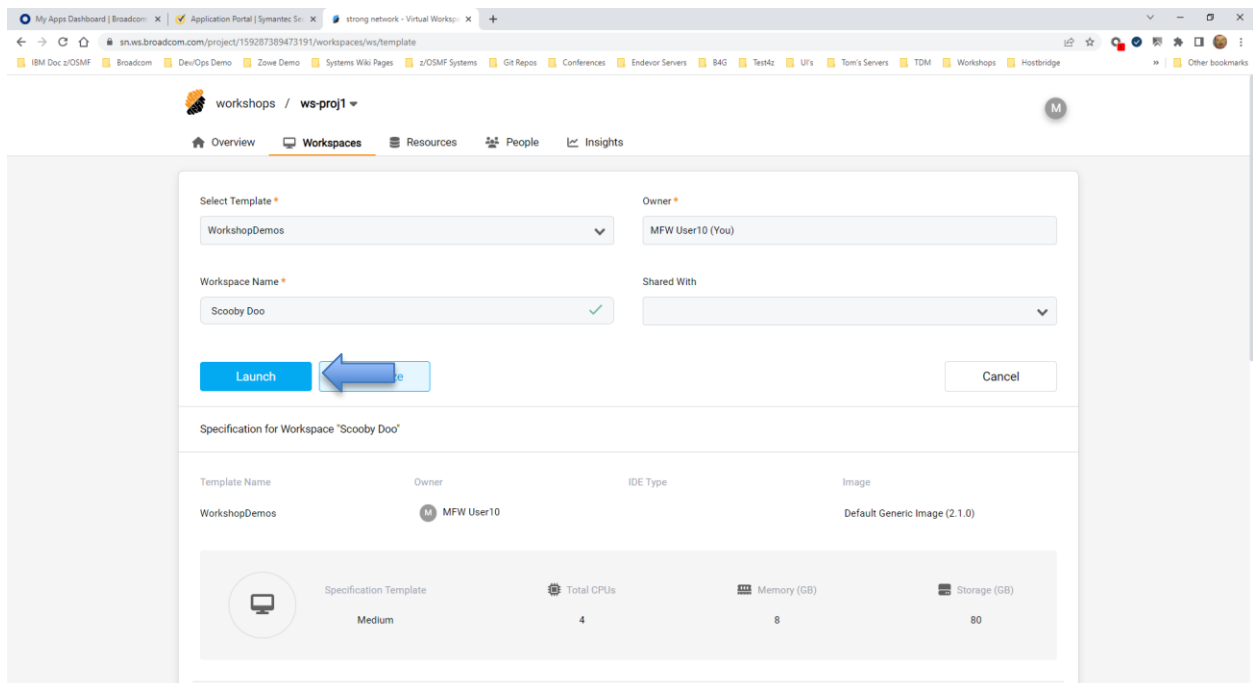 My Apps Dashboard | Broadcom
Application Portal | Symantec Se
strong network - Virtual Worksp
sn.ws.broadcom.com/project/159287389473191/workspaces/ws/template
IBM Doc z/OSMF Broadcom Dev/Ops Demo Zowe Demo Systems Wiki Pages z/OSMF Systems Git Repos Conferences Endevor Servers B4G Test4z UI's Tom's Servers TDM Workshops Hostbridge » Other bookmarks
workshops / ws-proj1
M
Overview Workspaces Resources People Insights
Select Template * Owner *
WorkshopDemos MFW User10 (You)
Workspace Name * Shared With
Scooby Doo
Launch Cancel
Specification for Workspace "Scooby Doo"
Template Name Owner IDE Type Image
WorkshopDemos M MFW User10 Default Generic Image (2.1.0)
Specification Template Total CPUs Memory (GB) Storage (GB)
Medium 4 8 80